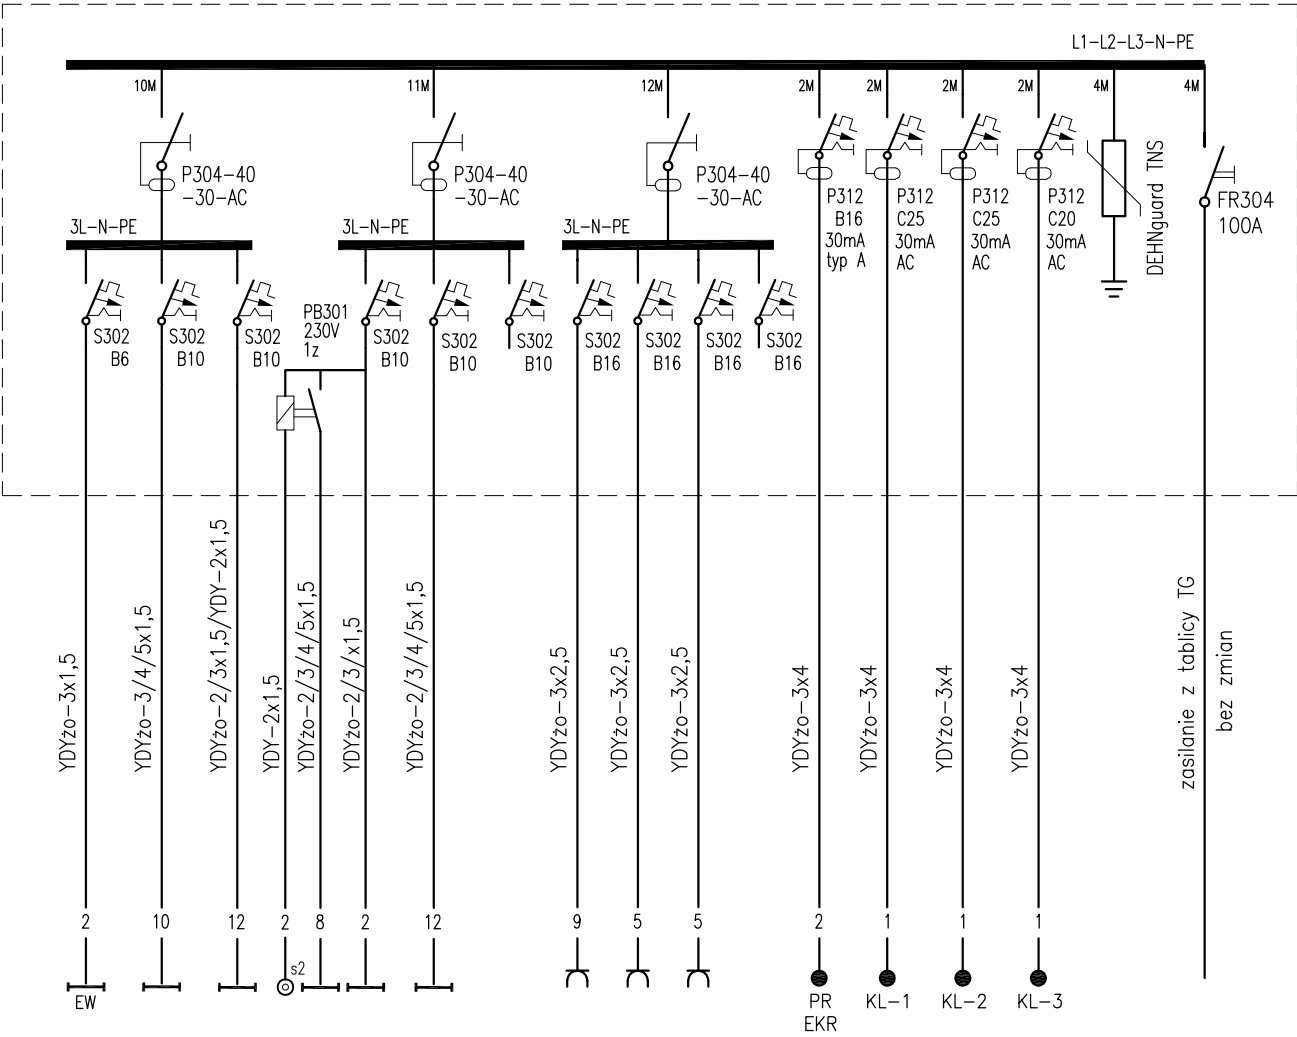 L1-L2-L3-N-PE
10M
11M
12M
2M
2M
2M
2M
4M
4M
P304-40
-30-AC
P304-40
-30-AC
P304-40
-30-AC
P312
B16
30mA
typ A
P312
C25
30mA
AC
P312
C25
30mA
AC
P312
C20
30mA
AC
DEHNguard TNS
FR304
100A
3L-N-PE
3L-N-PE
3L-N-PE
S302
B6
S302
B10
S302
B10
PB301
230V
1z
S302
B10
S302
B10
S302
B10
S302
B16
S302
B16
S302
B16
S302
B16
YDYżo-3x1,5
YDYżo-3/4/5x1,5
YDYżo-2/3x1,5/YDY-2x1,5
YDY-2x1,5
YDYżo-2/3/4/5x1,5
YDYżo-2/3/x1,5
YDYżo-2/3/4/5x1,5
YDYżo-3x2,5
YDYżo-3x2,5
YDYżo-3x2,5
YDYżo-3x4
YDYżo-3x4
YDYżo-3x4
YDYżo-3x4
zasilanie z tablicy TG
bez zmian
2
10
12
2
8
2
12
9
5
5
2
1
1
1
s2
EW
PR
EKR
KL-1
KL-2
KL-3